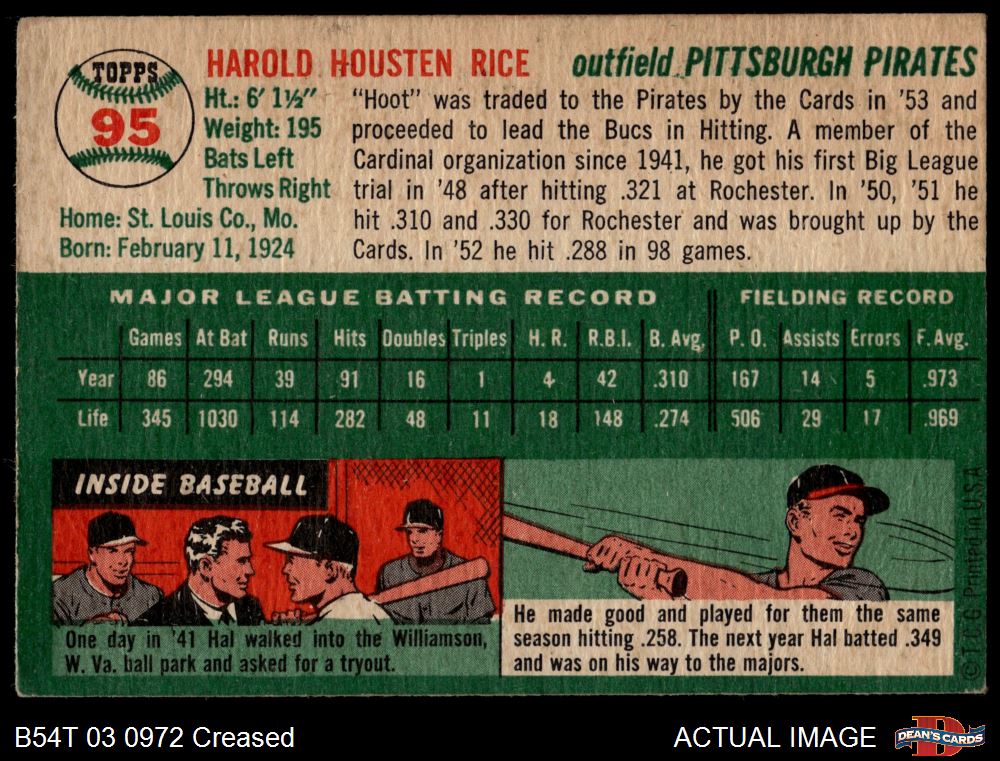 TOPPS
95
HAROLD HOUSTEN RICE
outfield PITTSBURGH PIRATES
Ht.: 6' 1½"
Weight: 195
Bats Left
Throws Right
Home: St. Louis Co., Mo.
Born: February 11, 1924
"Hoot" was traded to the Pirates by the Cards in '53 and
proceeded to lead the Bucs in Hitting. A member of the
Cardinal organization since 1941, he got his first Big League
trial in '48 after hitting .321 at Rochester. In '50, '51 he
hit .310 and .330 for Rochester and was brought up by the
Cards. In '52 he hit .288 in 98 games.
MAJOR LEAGUE BATTING RECORD FIELDING RECORD
Games At Bat Runs Hits Doubles Triples H. R. R.B.I. B. Avg. P. O. Assists Errors F. Avg.
Year 86 294 39 91 16 1 4 42 .310 167 14 5 .973
Life 345 1030 114 282 48 11 18 148 .274 506 29 17 .969
INSIDE BASEBALL
One day in '41 Hal walked into the Williamson,
W. Va. ball park and asked for a tryout.
He made good and played for them the same
season hitting .258. The next year Hal batted .349
and was on his way to the majors.
© T. C. G. Printed in U.S.A
B54T 03 0972 Creased
ACTUAL IMAGE
DEAN'S CARDS